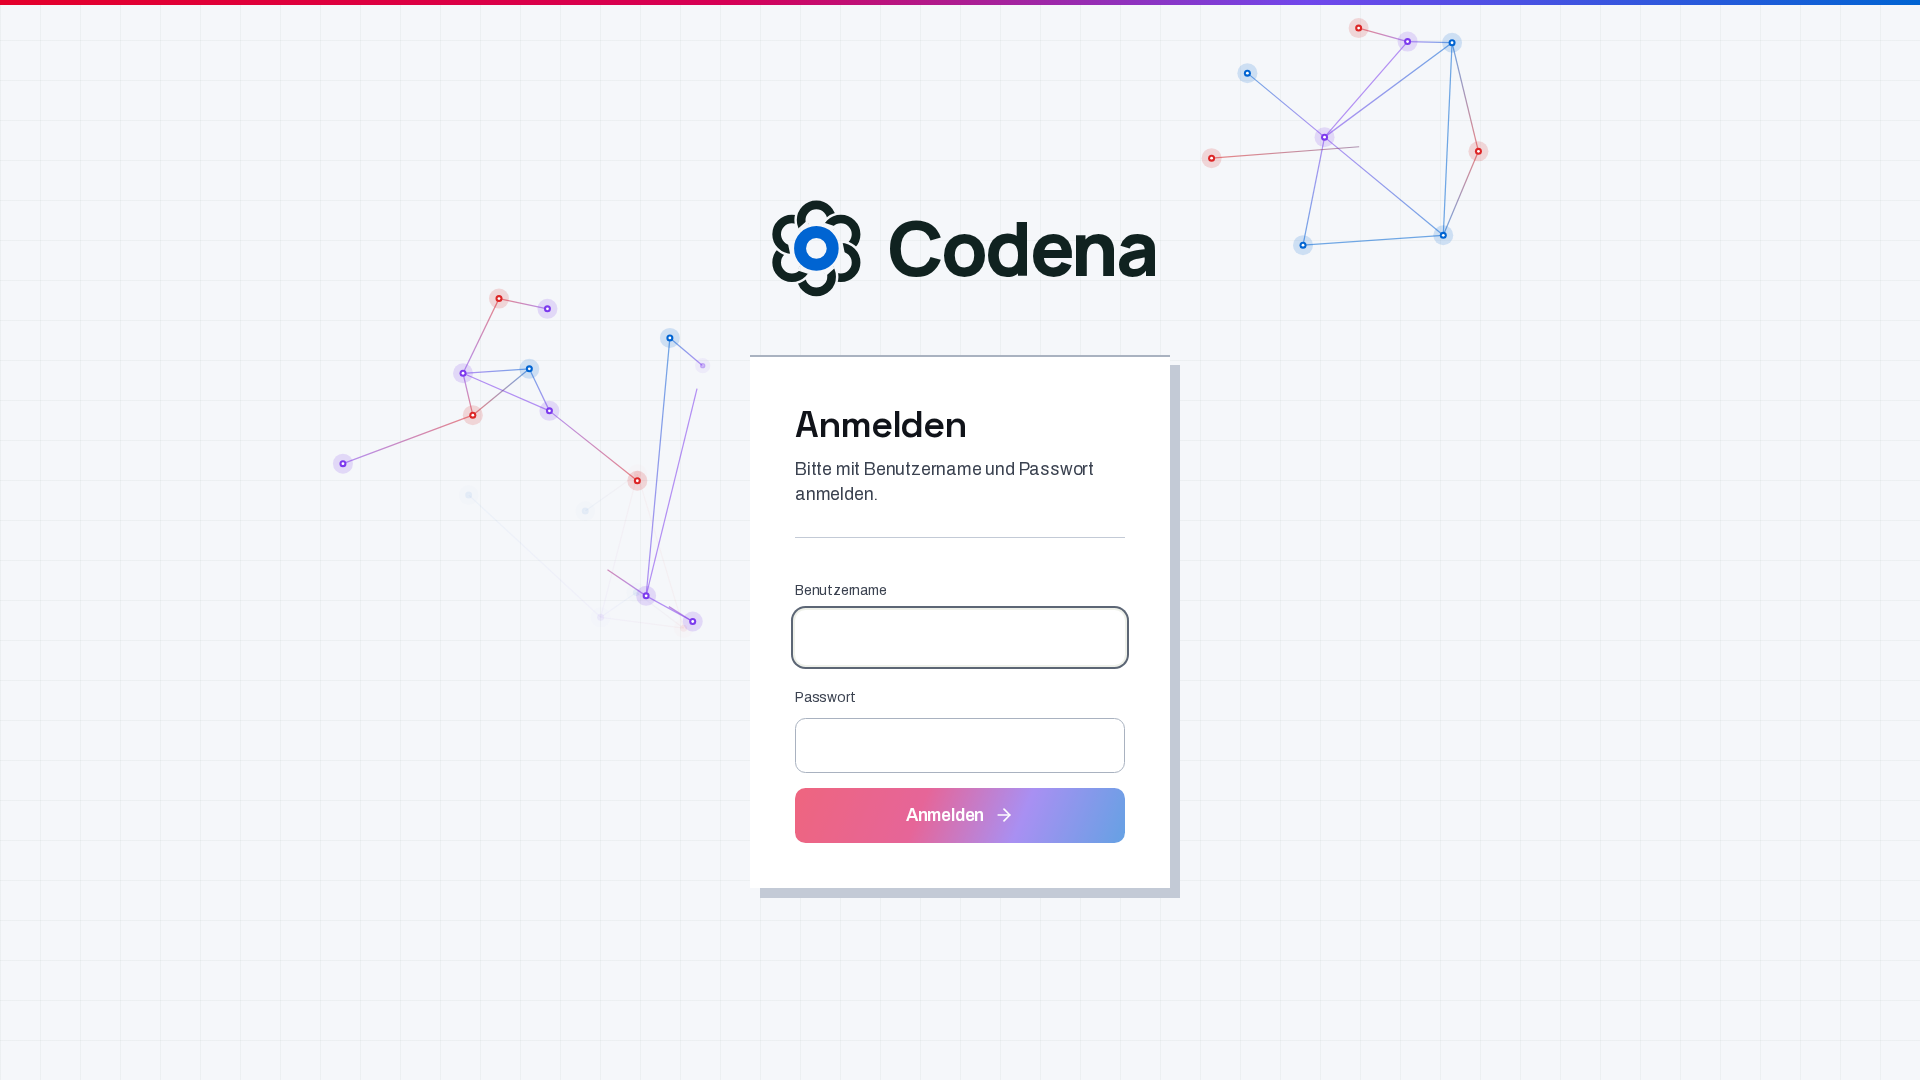 Codena
Anmelden
Bitte mit Benutzername und Passwort
anmelden.
Benutzername
Passwort
Anmelden